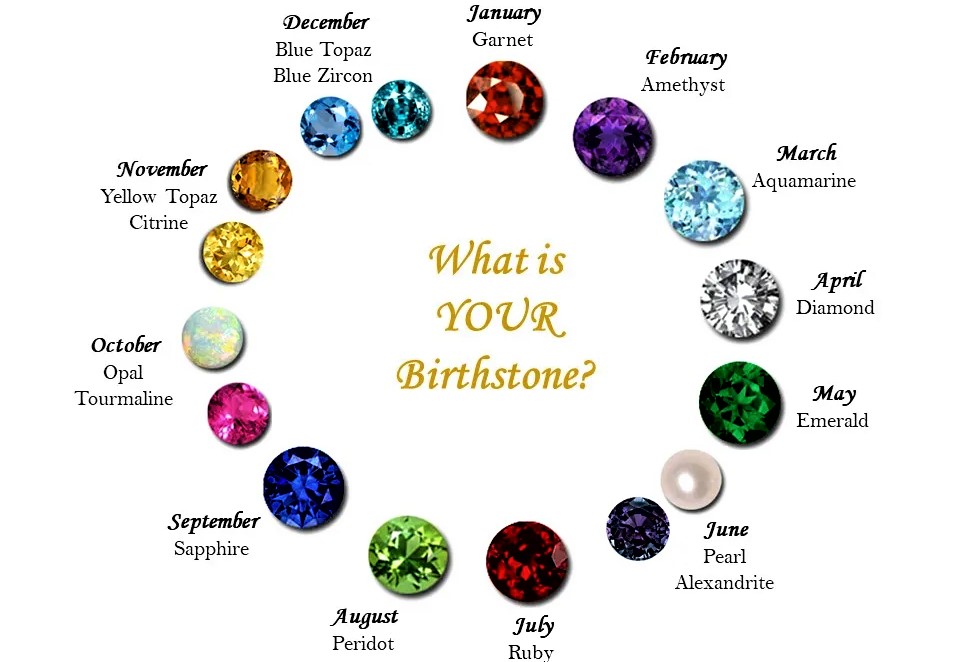 What is
YOUR
Birthstone?
January
Garnet
February
Amethyst
March
Aquamarine
April
Diamond
May
Emerald
June
Pearl
Alexandrite
July
Ruby
August
Peridot
September
Sapphire
October
Opal
Tourmaline
November
Yellow Topaz
Citrine
December
Blue Topaz
Blue Zircon